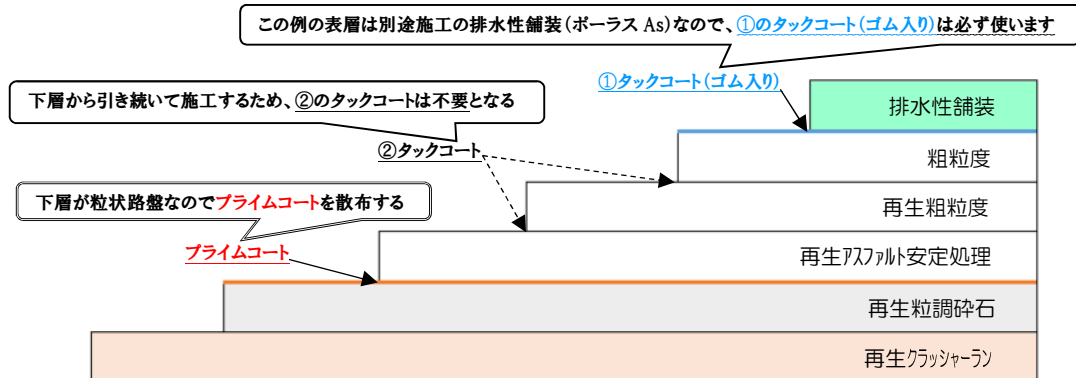 この例の表層は別途施工の排水性舗装(ポーラス As)なので、①のタックコート(ゴム入り)は必ず使います
①タックコート(ゴム入り)
下層から引き続いて施工するため、②のタックコートは不要となる
排水性舗装
②タックコート
粗粒度
下層が粒状路盤なのでプライムコートを散布する
再生粗粒度
プライムコート
再生アスファルト安定処理
再生粒調砕石
再生クラッシャーラン